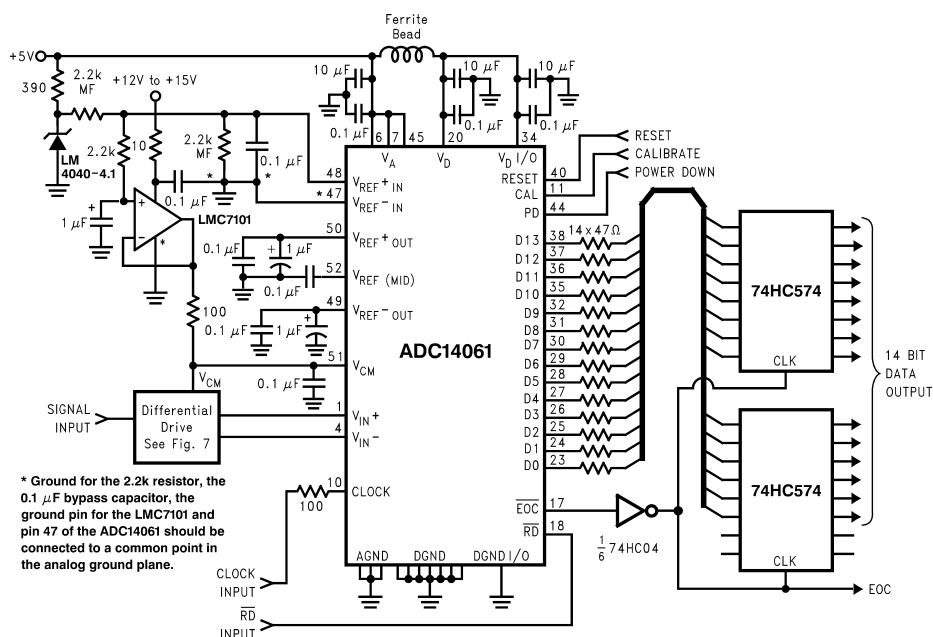 Ferrite
Bead
+5V
390
2.2k
MF
+12V to +15V
10 μF
10 μF
10 μF
0.1 μF
0.1 μF
0.1 μF
6 7 45 20 34
V_A V_D V_D I/O
LM
4040-4.1
2.2k
10
2.2k
MF
0.1 μF
*
*
0.1 μF
48
V_REF+ IN
* 47
V_REF- IN
RESET 40 RESET
CAL 11 CALIBRATE
PD 44 POWER DOWN
1 μF
+
+
−
*
LMC7101
50
V_REF+ OUT
0.1 μF
+
1 μF
52
V_REF (MID)
0.1 μF
49
V_REF- OUT
0.1 μF
1 μF
+
100
51
V_CM
0.1 μF
V_CM
ADC14061
14x47Ω
D13 38
D12 37
D11 36
D10 35
D9 32
D8 31
D7 30
D6 29
D5 28
D4 27
D3 26
D2 25
D1 24
D0 23
74HC574
CLK
14 BIT
DATA
OUTPUT
74HC574
CLK
SIGNAL
INPUT
Differential
Drive
See Fig. 7
1
V_IN+
4
V_IN-
10 CLOCK
100
E̅O̅C̅ 17
R̅D̅ 18
1/6 74HC04
EOC
AGND DGND DGND I/O
* Ground for the 2.2k resistor, the
0.1 μF bypass capacitor, the
ground pin for the LMC7101 and
pin 47 of the ADC14061 should be
connected to a common point in
the analog ground plane.
CLOCK
INPUT
R̅D̅
INPUT